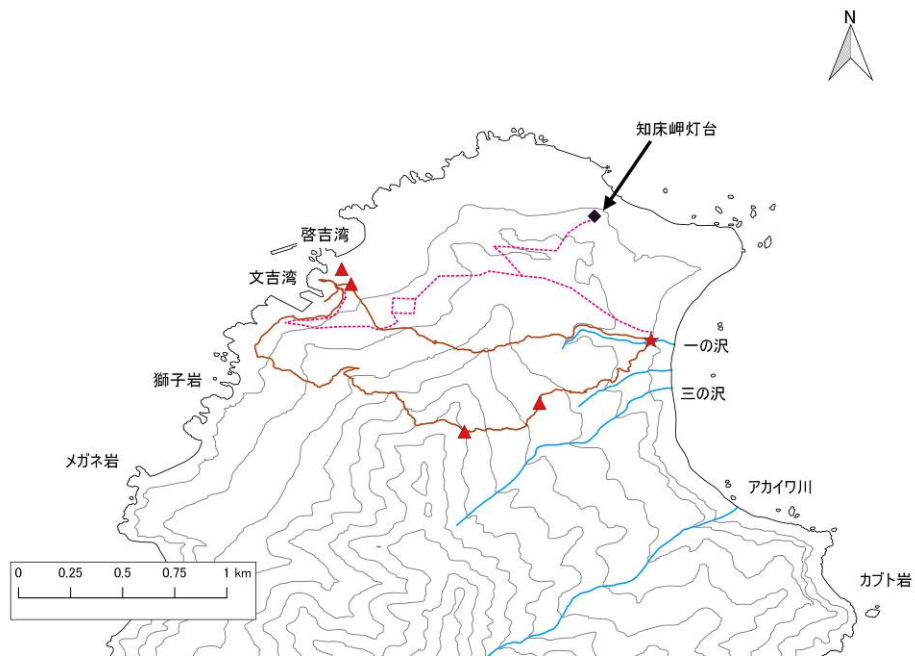 N
知床岬灯台
啓吉湾
文吉湾
一の沢
獅子岩
三の沢
メガネ岩
アカイワ川
0 0.25 0.5 0.75 1 km
カブト岩